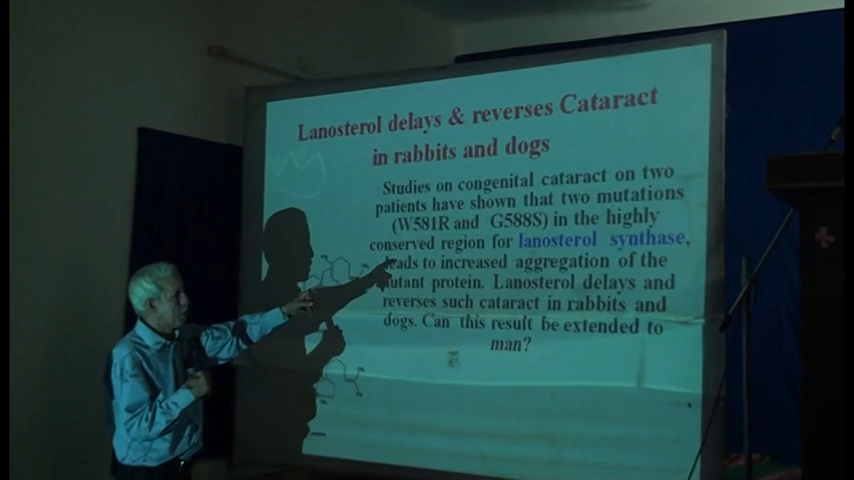 Lanosterol delays & reverses Cataract
in rabbits and dogs
Studies on congenital cataract on two
patients have shown that two mutations
(W581R and G588S) in the highly
conserved region for lanosterol synthase,
leads to increased aggregation of the
mutant protein. Lanosterol delays and
reverses such cataract in rabbits and
dogs. Can this result be extended to
man?